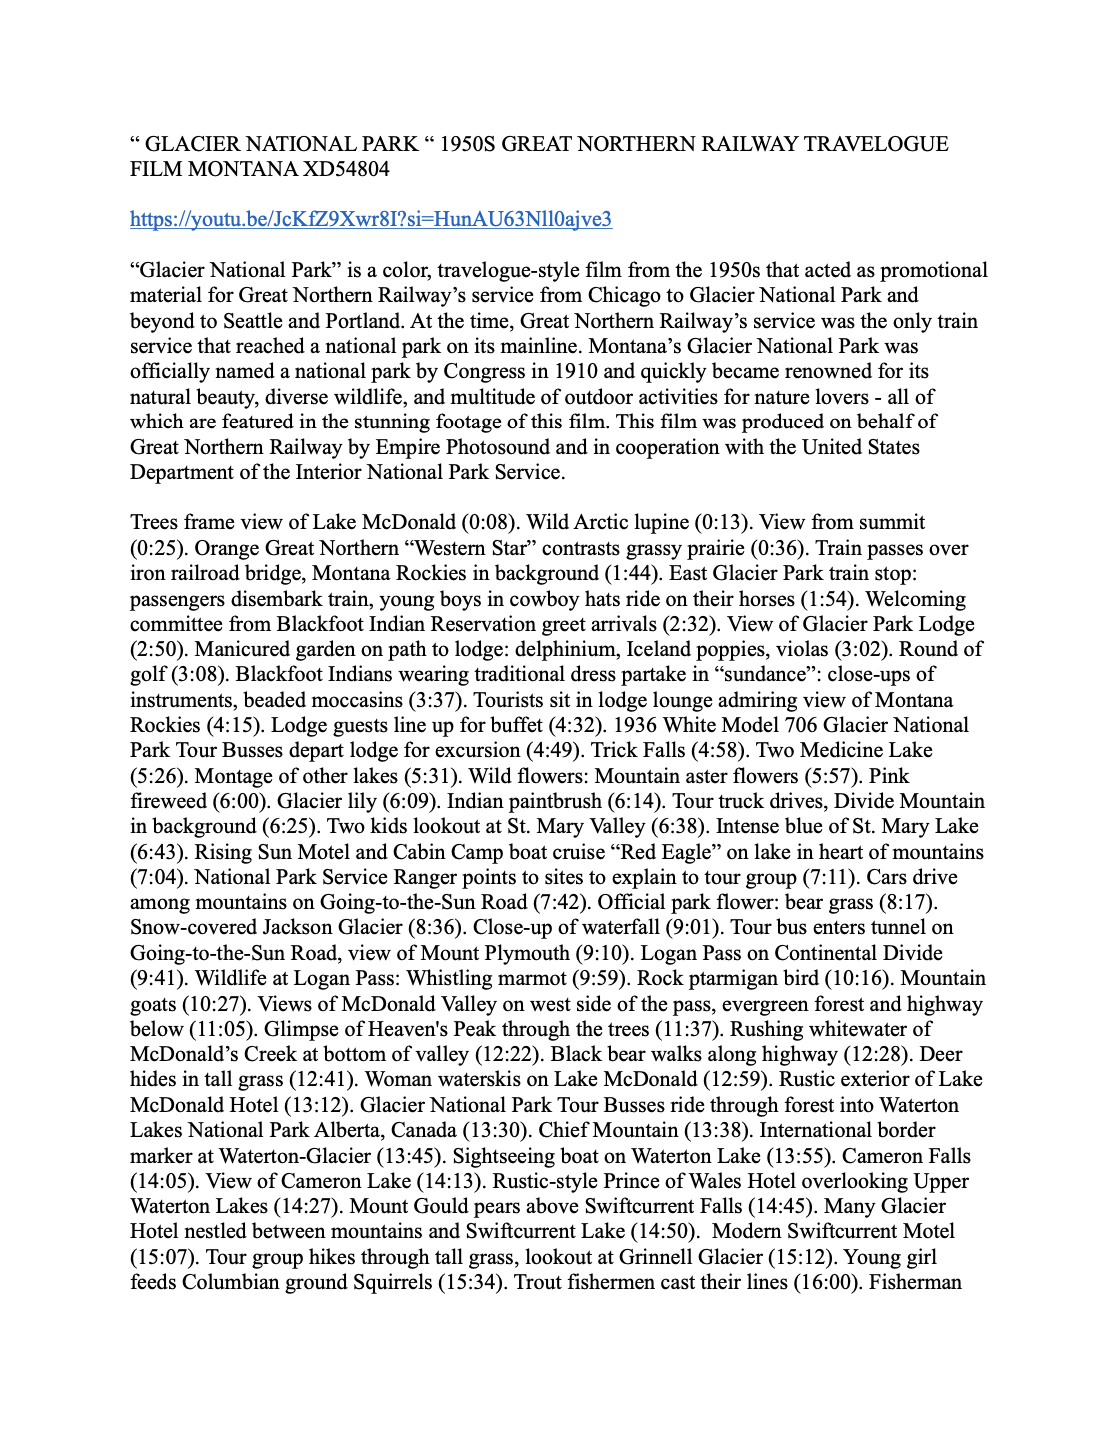 “ GLACIER NATIONAL PARK “ 1950S GREAT NORTHERN RAILWAY TRAVELOGUE
FILM MONTANA XD54804
https://youtu.be/JcKfZ9Xwr8I?si=HunAU63Nll0ajve3
“Glacier National Park” is a color, travelogue-style film from the 1950s that acted as promotional
material for Great Northern Railway’s service from Chicago to Glacier National Park and
beyond to Seattle and Portland. At the time, Great Northern Railway’s service was the only train
service that reached a national park on its mainline. Montana’s Glacier National Park was
officially named a national park by Congress in 1910 and quickly became renowned for its
natural beauty, diverse wildlife, and multitude of outdoor activities for nature lovers - all of
which are featured in the stunning footage of this film. This film was produced on behalf of
Great Northern Railway by Empire Photosound and in cooperation with the United States
Department of the Interior National Park Service.
Trees frame view of Lake McDonald (0:08). Wild Arctic lupine (0:13). View from summit
(0:25). Orange Great Northern “Western Star” contrasts grassy prairie (0:36). Train passes over
iron railroad bridge, Montana Rockies in background (1:44). East Glacier Park train stop:
passengers disembark train, young boys in cowboy hats ride on their horses (1:54). Welcoming
committee from Blackfoot Indian Reservation greet arrivals (2:32). View of Glacier Park Lodge
(2:50). Manicured garden on path to lodge: delphinium, Iceland poppies, violas (3:02). Round of
golf (3:08). Blackfoot Indians wearing traditional dress partake in “sundance”: close-ups of
instruments, beaded moccasins (3:37). Tourists sit in lodge lounge admiring view of Montana
Rockies (4:15). Lodge guests line up for buffet (4:32). 1936 White Model 706 Glacier National
Park Tour Busses depart lodge for excursion (4:49). Trick Falls (4:58). Two Medicine Lake
(5:26). Montage of other lakes (5:31). Wild flowers: Mountain aster flowers (5:57). Pink
fireweed (6:00). Glacier lily (6:09). Indian paintbrush (6:14). Tour truck drives, Divide Mountain
in background (6:25). Two kids lookout at St. Mary Valley (6:38). Intense blue of St. Mary Lake
(6:43). Rising Sun Motel and Cabin Camp boat cruise “Red Eagle” on lake in heart of mountains
(7:04). National Park Service Ranger points to sites to explain to tour group (7:11). Cars drive
among mountains on Going-to-the-Sun Road (7:42). Official park flower: bear grass (8:17).
Snow-covered Jackson Glacier (8:36). Close-up of waterfall (9:01). Tour bus enters tunnel on
Going-to-the-Sun Road, view of Mount Plymouth (9:10). Logan Pass on Continental Divide
(9:41). Wildlife at Logan Pass: Whistling marmot (9:59). Rock ptarmigan bird (10:16). Mountain
goats (10:27). Views of McDonald Valley on west side of the pass, evergreen forest and highway
below (11:05). Glimpse of Heaven's Peak through the trees (11:37). Rushing whitewater of
McDonald’s Creek at bottom of valley (12:22). Black bear walks along highway (12:28). Deer
hides in tall grass (12:41). Woman waterskis on Lake McDonald (12:59). Rustic exterior of Lake
McDonald Hotel (13:12). Glacier National Park Tour Busses ride through forest into Waterton
Lakes National Park Alberta, Canada (13:30). Chief Mountain (13:38). International border
marker at Waterton-Glacier (13:45). Sightseeing boat on Waterton Lake (13:55). Cameron Falls
(14:05). View of Cameron Lake (14:13). Rustic-style Prince of Wales Hotel overlooking Upper
Waterton Lakes (14:27). Mount Gould pears above Swiftcurrent Falls (14:45). Many Glacier
Hotel nestled between mountains and Swiftcurrent Lake (14:50).  Modern Swiftcurrent Motel
(15:07). Tour group hikes through tall grass, lookout at Grinnell Glacier (15:12). Young girl
feeds Columbian ground Squirrels (15:34). Trout fishermen cast their lines (16:00). Fisherman